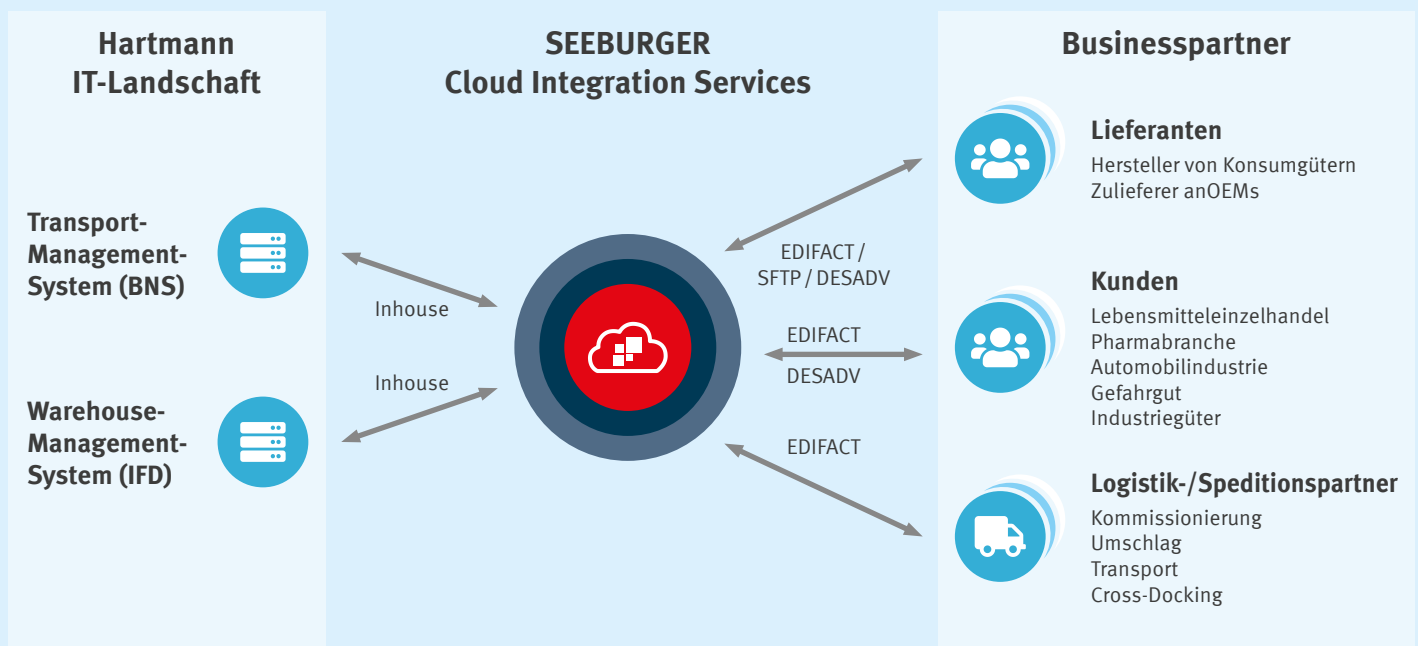 Hartmann
IT-Landschaft
Transport-
Management-
System (BNS)
Warehouse-
Management-
System (IFD)
SEEBURGER
Cloud Integration Services
Inhouse
Inhouse
EDIFACT /
SFTP / DESADV
EDIFACT
DESADV
EDIFACT
Businesspartner
Lieferanten
Hersteller von Konsumgütern
Zulieferer anOEMs
Kunden
Lebensmitteleinzelhandel
Pharmabranche
Automobilindustrie
Gefahrgut
Industriegüter
Logistik-/Speditionspartner
Kommissionierung
Umschlag
Transport
Cross-Docking